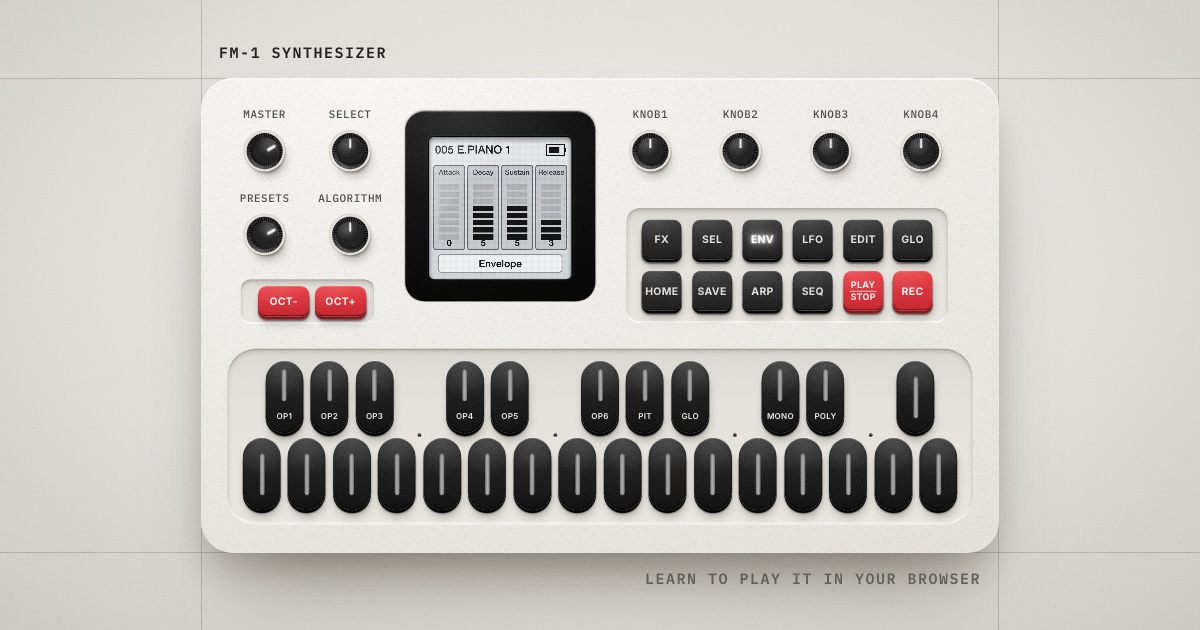 FM-1 SYNTHESIZER
MASTER SELECT
KNOB1 KNOB2 KNOB3 KNOB4
005 E.PIANO 1
Attack Decay Sustain Release
0 5 5 3
Envelope
PRESETS ALGORITHM
OCT- OCT+
FX SEL ENV LFO EDIT GLO
HOME SAVE ARP SEQ PLAY STOP REC
OP1 OP2 OP3 OP4 OP5 OP6 PIT GLO MONO POLY
LEARN TO PLAY IT IN YOUR BROWSER